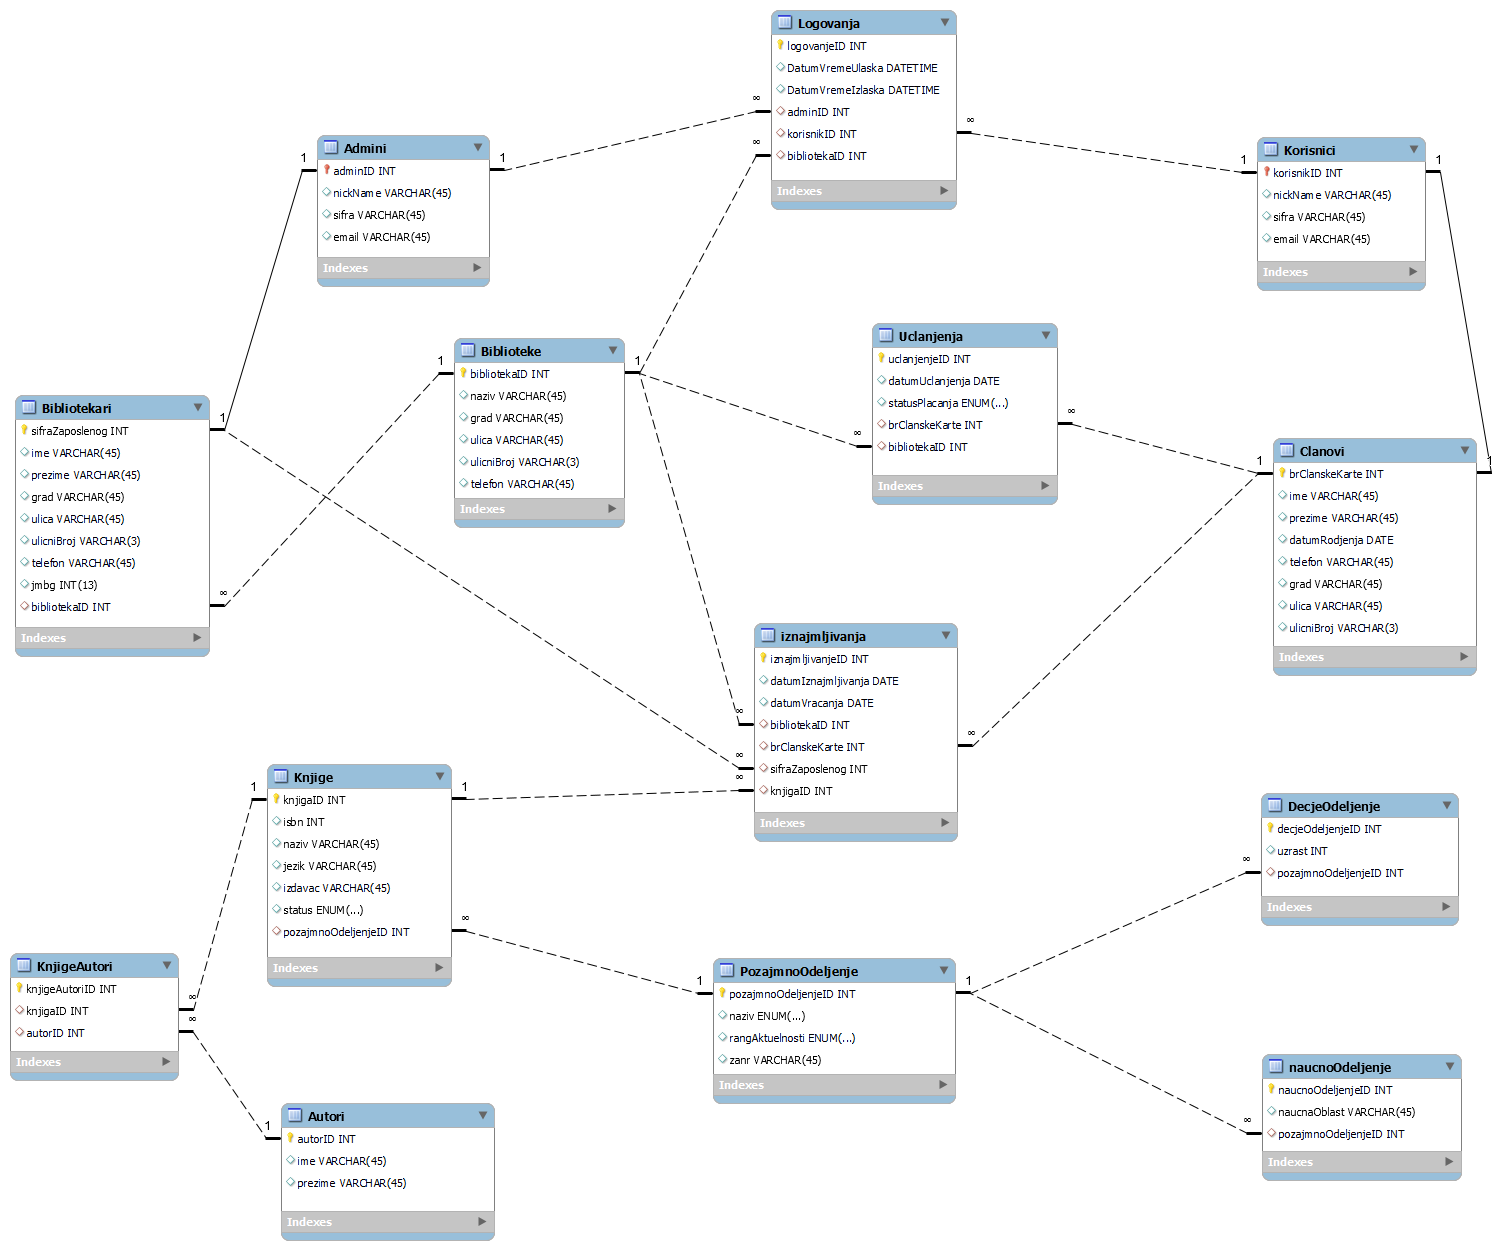 Logovanja
logovanjeID INT
DatumVremeUlaska DATETIME
DatumVremeIzlaska DATETIME
adminID INT
korisnikID INT
bibliotekaID INT
Indexes
∞
∞
∞
Admini
adminID INT
nickName VARCHAR(45)
sifra VARCHAR(45)
email VARCHAR(45)
Indexes
1
1
Korisnici
korisnikID INT
nickName VARCHAR(45)
sifra VARCHAR(45)
email VARCHAR(45)
Indexes
1
1
Biblioteke
bibliotekaID INT
naziv VARCHAR(45)
grad VARCHAR(45)
ulica VARCHAR(45)
ulicniBroj VARCHAR(3)
telefon VARCHAR(45)
Indexes
1
1
Uclanjenja
uclanjenjeID INT
datumUclanjenja DATE
statusPlacanja ENUM(...)
brClanskeKarte INT
bibliotekaID INT
Indexes
∞
∞
Bibliotekari
sifraZaposlenog INT
ime VARCHAR(45)
prezime VARCHAR(45)
grad VARCHAR(45)
ulica VARCHAR(45)
ulicniBroj VARCHAR(3)
telefon VARCHAR(45)
jmbg INT(13)
bibliotekaID INT
Indexes
1
∞
Clanovi
brClanskeKarte INT
ime VARCHAR(45)
prezime VARCHAR(45)
datumRodjenja DATE
telefon VARCHAR(45)
grad VARCHAR(45)
ulica VARCHAR(45)
ulicniBroj VARCHAR(3)
Indexes
1
1
iznajmljivanja
iznajmljivanjeID INT
datumIznajmljivanja DATE
datumVracanja DATE
bibliotekaID INT
brClanskeKarte INT
sifraZaposlenog INT
knjigaID INT
Indexes
∞
∞
∞
∞
Knjige
knjigaID INT
isbn INT
naziv VARCHAR(45)
jezik VARCHAR(45)
izdavac VARCHAR(45)
status ENUM(...)
pozajmnoOdeljenjeID INT
Indexes
1
1
∞
DecjeOdeljenje
decjeOdeljenjeID INT
uzrast INT
pozajmnoOdeljenjeID INT
Indexes
∞
KnjigeAutori
knjigeAutoriID INT
knjigaID INT
autorID INT
Indexes
∞
∞
PozajmnoOdeljenje
pozajmnoOdeljenjeID INT
naziv ENUM(...)
rangAktuelnosti ENUM(...)
zanr VARCHAR(45)
Indexes
1
1
naucnoOdeljenje
naucnoOdeljenjeID INT
naucnaOblast VARCHAR(45)
pozajmnoOdeljenjeID INT
Indexes
∞
Autori
autorID INT
ime VARCHAR(45)
prezime VARCHAR(45)
Indexes
1